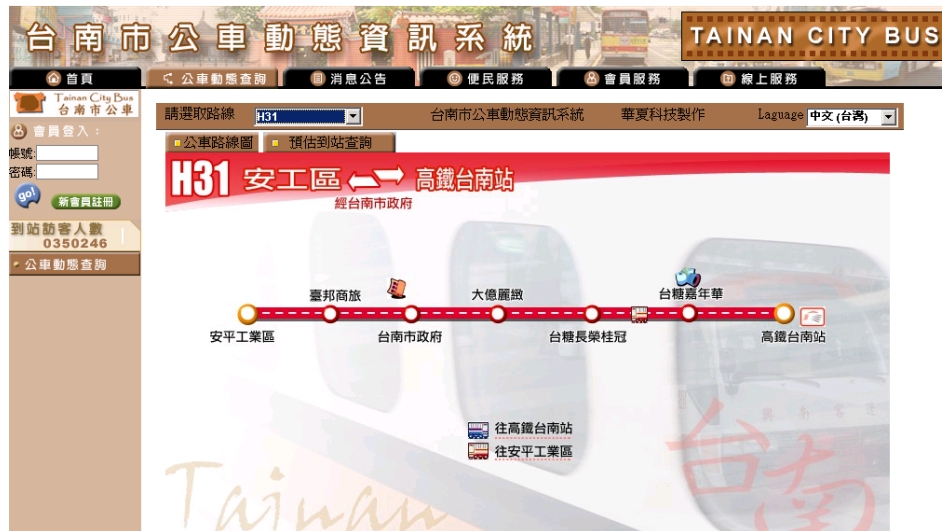 台南市公車動態資訊系統
TAINAN CITY BUS
首頁
公車動態查詢
消息公告
便民服務
會員服務
線上服務
Tainan City Bus
台南市公車
會員登入：
帳號:
密碼:
go!
新會員註冊
到站訪客人數
0350246
公車動態查詢
請選取路線 H31 台南市公車動態資訊系統 華夏科技製作 Laguage 中文 (台灣)
公車路線圖 預估到站查詢
H31 安工區 高鐵台南站
經台南市政府
臺邦商旅 大億麗緻 台糖嘉年華
安平工業區 台南市政府 台糖長榮桂冠 高鐵台南站
往高鐵台南站
往安平工業區
興南客運
Tainan
台南